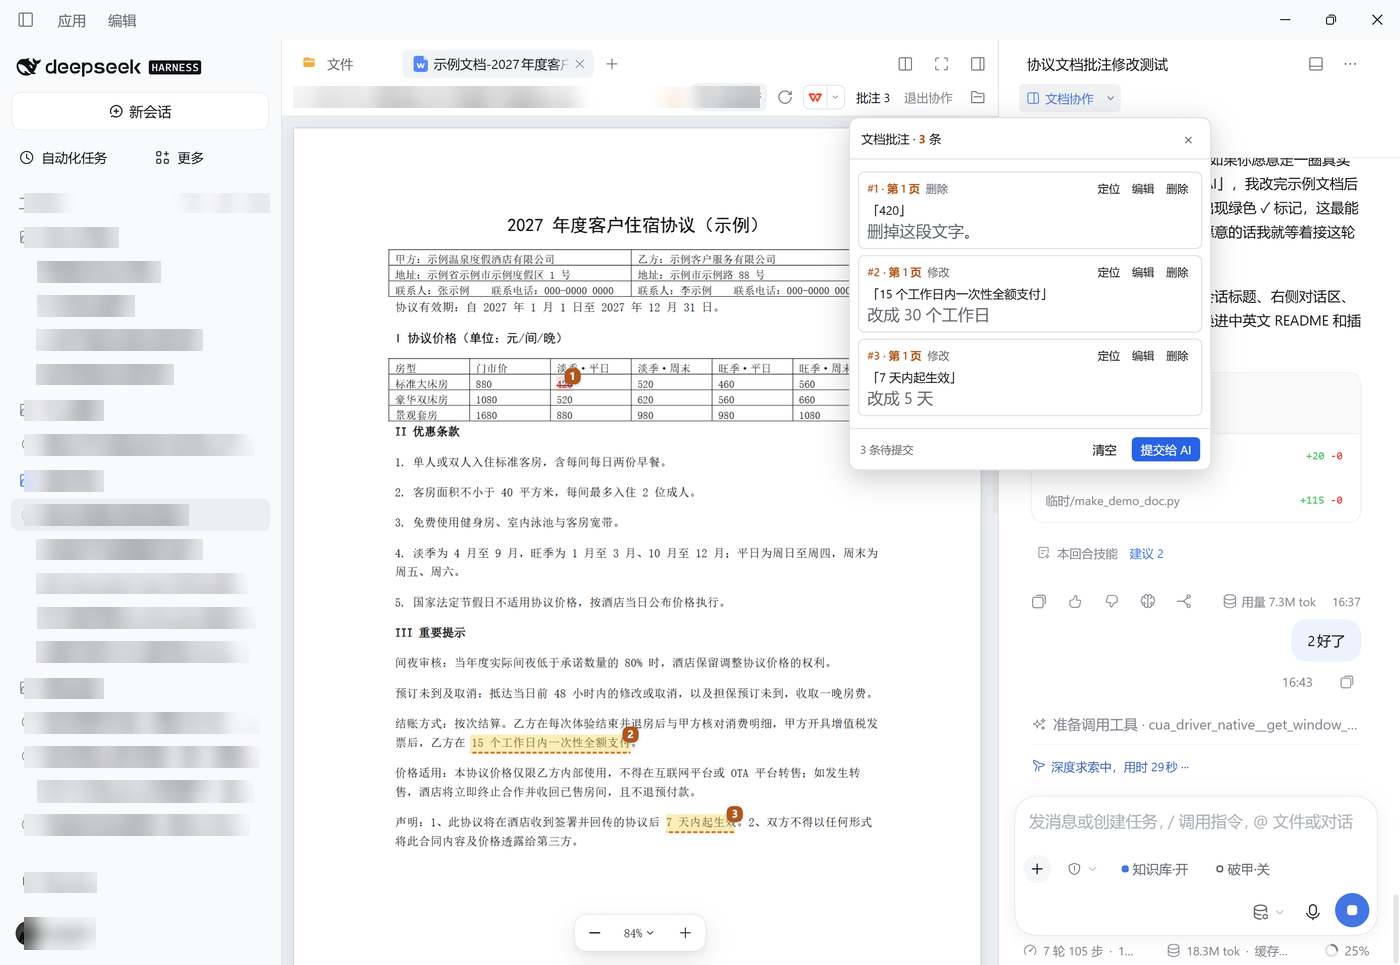 应用 编辑
deepseek HARNESS
新会话
自动化任务 更多
文件
示例文档-2027年度客户
批注 3 退出协作
协议文档批注修改测试
文档协作
文档批注 · 3 条
#1 · 第 1 页 删除 定位 编辑 删除
「420」
删掉这段文字。
#2 · 第 1 页 修改 定位 编辑 删除
「15 个工作日内一次性全额支付」
改成 30 个工作日
#3 · 第 1 页 修改 定位 编辑 删除
「7 天内起生效」
改成 5 天
3 条待提交 清空 提交给 AI
2027 年度客户住宿协议（示例）
甲方：示例温泉度假酒店有限公司 乙方：示例客户服务有限公司
地址：示例省示例市示例度假区 1 号 地址：示例市示例路 88 号
联系人：张示例 联系电话：000-0000 0000 联系人：李示例 联系电话：000-0000 000
协议有效期：自 2027 年 1 月 1 日至 2027 年 12 月 31 日。
I 协议价格（单位：元/间/晚）
房型 门市价 淡季·平日 淡季·周末 旺季·平日 旺季·周末
标准大床房 880 420 520 460 560
豪华双床房 1080 520 620 560 660
景观套房 1680 880 980 980 1080
1
II 优惠条款
1. 单人或双人入住标准客房，含每间每日两份早餐。
2. 客房面积不小于 40 平方米，每间最多入住 2 位成人。
3. 免费使用健身房、室内泳池与客房宽带。
4. 淡季为 4 月至 9 月，旺季为 1 月至 3 月、10 月至 12 月；平日为周日至周四，周末为
周五、周六。
5. 国家法定节假日不适用协议价格，按酒店当日公布价格执行。
III 重要提示
间夜审核：当年度实际间夜低于承诺数量的 80% 时，酒店保留调整协议价格的权利。
预订未到及取消：抵达当日前 48 小时内的修改或取消，以及担保预订未到，收取一晚房费。
结账方式：按次结算。乙方在每次体验结束并退房后与甲方核对消费明细，甲方开具增值税发
票后，乙方在 15 个工作日内一次性全额支付。
2
价格适用：本协议价格仅限乙方内部使用，不得在互联网平台或 OTA 平台转售；如发生转
售，酒店将立即终止合作并收回已售房间，且不退预付款。
声明：1、此协议将在酒店收到签署并回传的协议后 7 天内起生效。2、双方不得以任何形式
3
将此合同内容及价格透露给第三方。
84%
如果你愿意是一圈真实
AI」，我改完示例文档后
出现绿色 ✓ 标记，这最能
愿意的话我就等着接这轮
会话标题、右侧对话区、
进中英文 README 和插
+20 -0
临时/make_demo_doc.py +115 -0
本回合技能 建议 2
用量 7.3M tok 16:37
2好了
16:43
准备调用工具 · cua_driver_native__get_window_...
深度求索中，用时 29秒 ···
发消息或创建任务, / 调用指令, @ 文件或对话
知识库·开 破甲·关
7 轮 105 步 · 1... 18.3M tok · 缓存... 25%